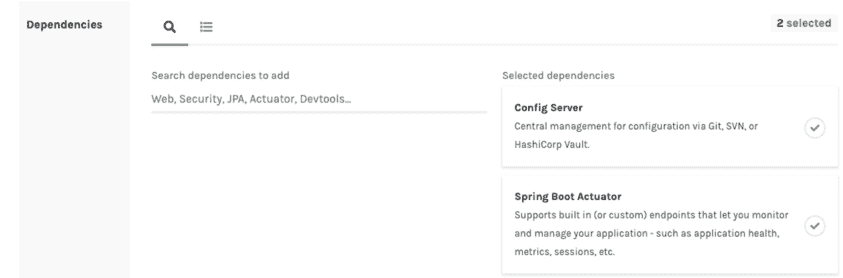 Dependencies
2 selected
Search dependencies to add
Web, Security, JPA, Actuator, Devtools...
Selected dependencies
Config Server
Central management for configuration via Git, SVN, or
HashiCorp Vault.
Spring Boot Actuator
Supports built in (or custom) endpoints that let you monitor
and manage your application - such as application health,
metrics, sessions, etc.